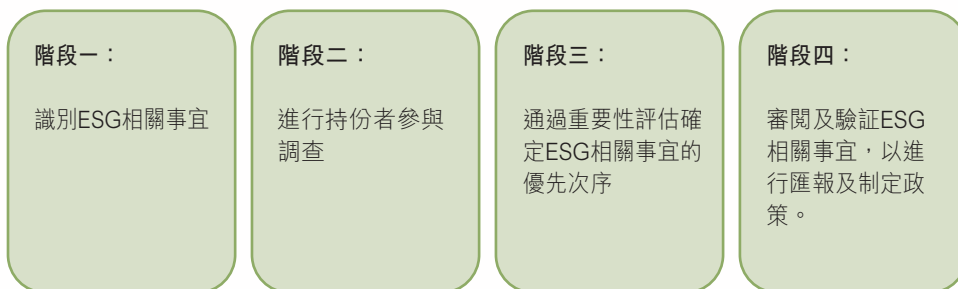 階段一：
識別ESG相關事宜
階段二：
進行持份者參與
調查
階段三：
通過重要性評估確
定ESG相關事宜的
優先次序
階段四：
審閱及驗証ESG
相關事宜，以進
行匯報及制定政
策。